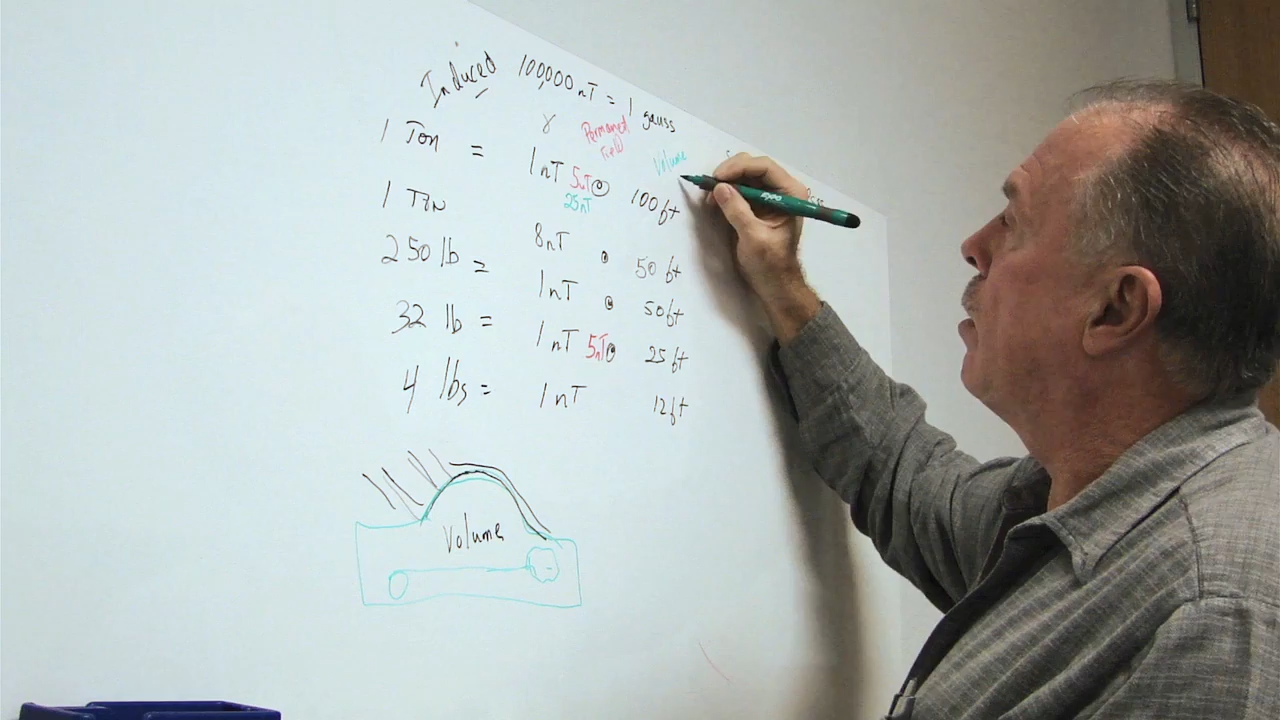 Induced 100,000 nT = 1 gauss
γ Permanent Field Volume
1 Ton = 1 nT 5nT @ 100 ft
25nT
1 Ton 8nT @ 50 ft
250 lb = 1 nT @ 50 ft
32 lb = 1 nT 5nT @ 25 ft
4 lbs = 1 nT 12 ft
Volume
EXPO